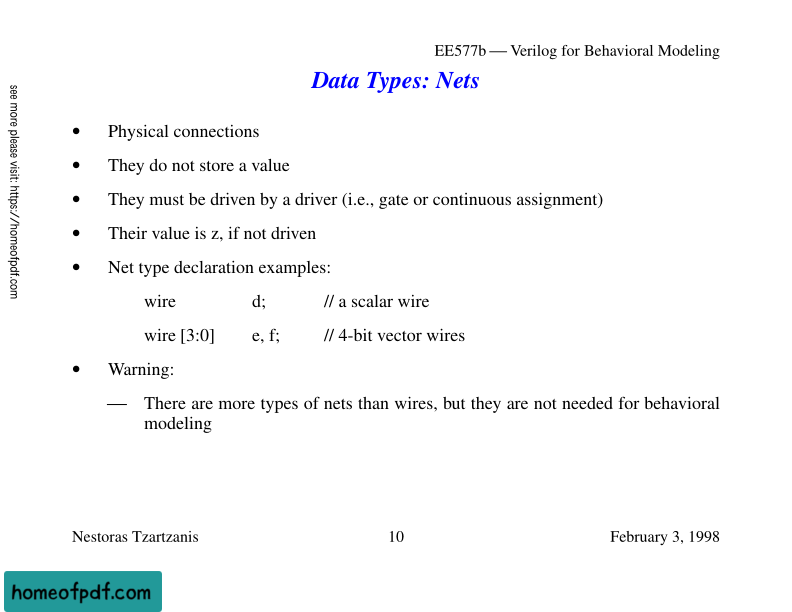 EE577b — Verilog for Behavioral Modeling
Data Types: Nets
• Physical connections
• They do not store a value
• They must be driven by a driver (i.e., gate or continuous assignment)
• Their value is z, if not driven
• Net type declaration examples:
wire d; // a scalar wire
wire [3:0] e, f; // 4-bit vector wires
• Warning:
— There are more types of nets than wires, but they are not needed for behavioral
modeling
Nestoras Tzartzanis 10 February 3, 1998
see more please visit: https://homeofpdf.com
homeofpdf.com